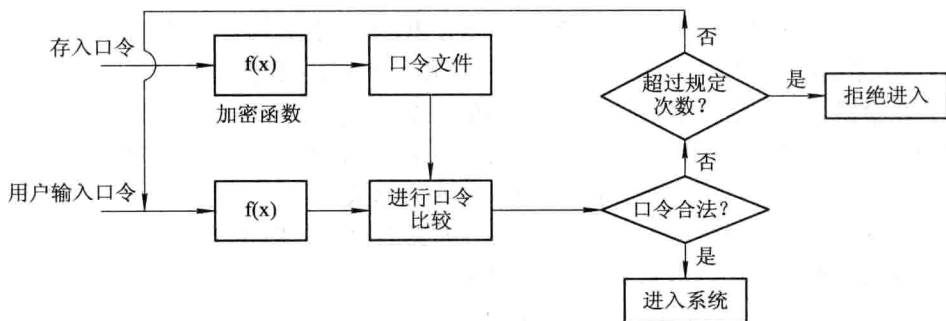 存入口令
f(x)
加密函数
口令文件
否
超过规定
次数？
是
拒绝进入
用户输入口令
f(x)
进行口令
比较
否
口令合法？
是
进入系统